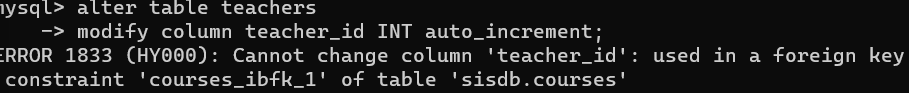 mysql> alter table teachers
-> modify column teacher_id INT auto_increment;
ERROR 1833 (HY000): Cannot change column 'teacher_id': used in a foreign key
constraint 'courses_ibfk_1' of table 'sisdb.courses'